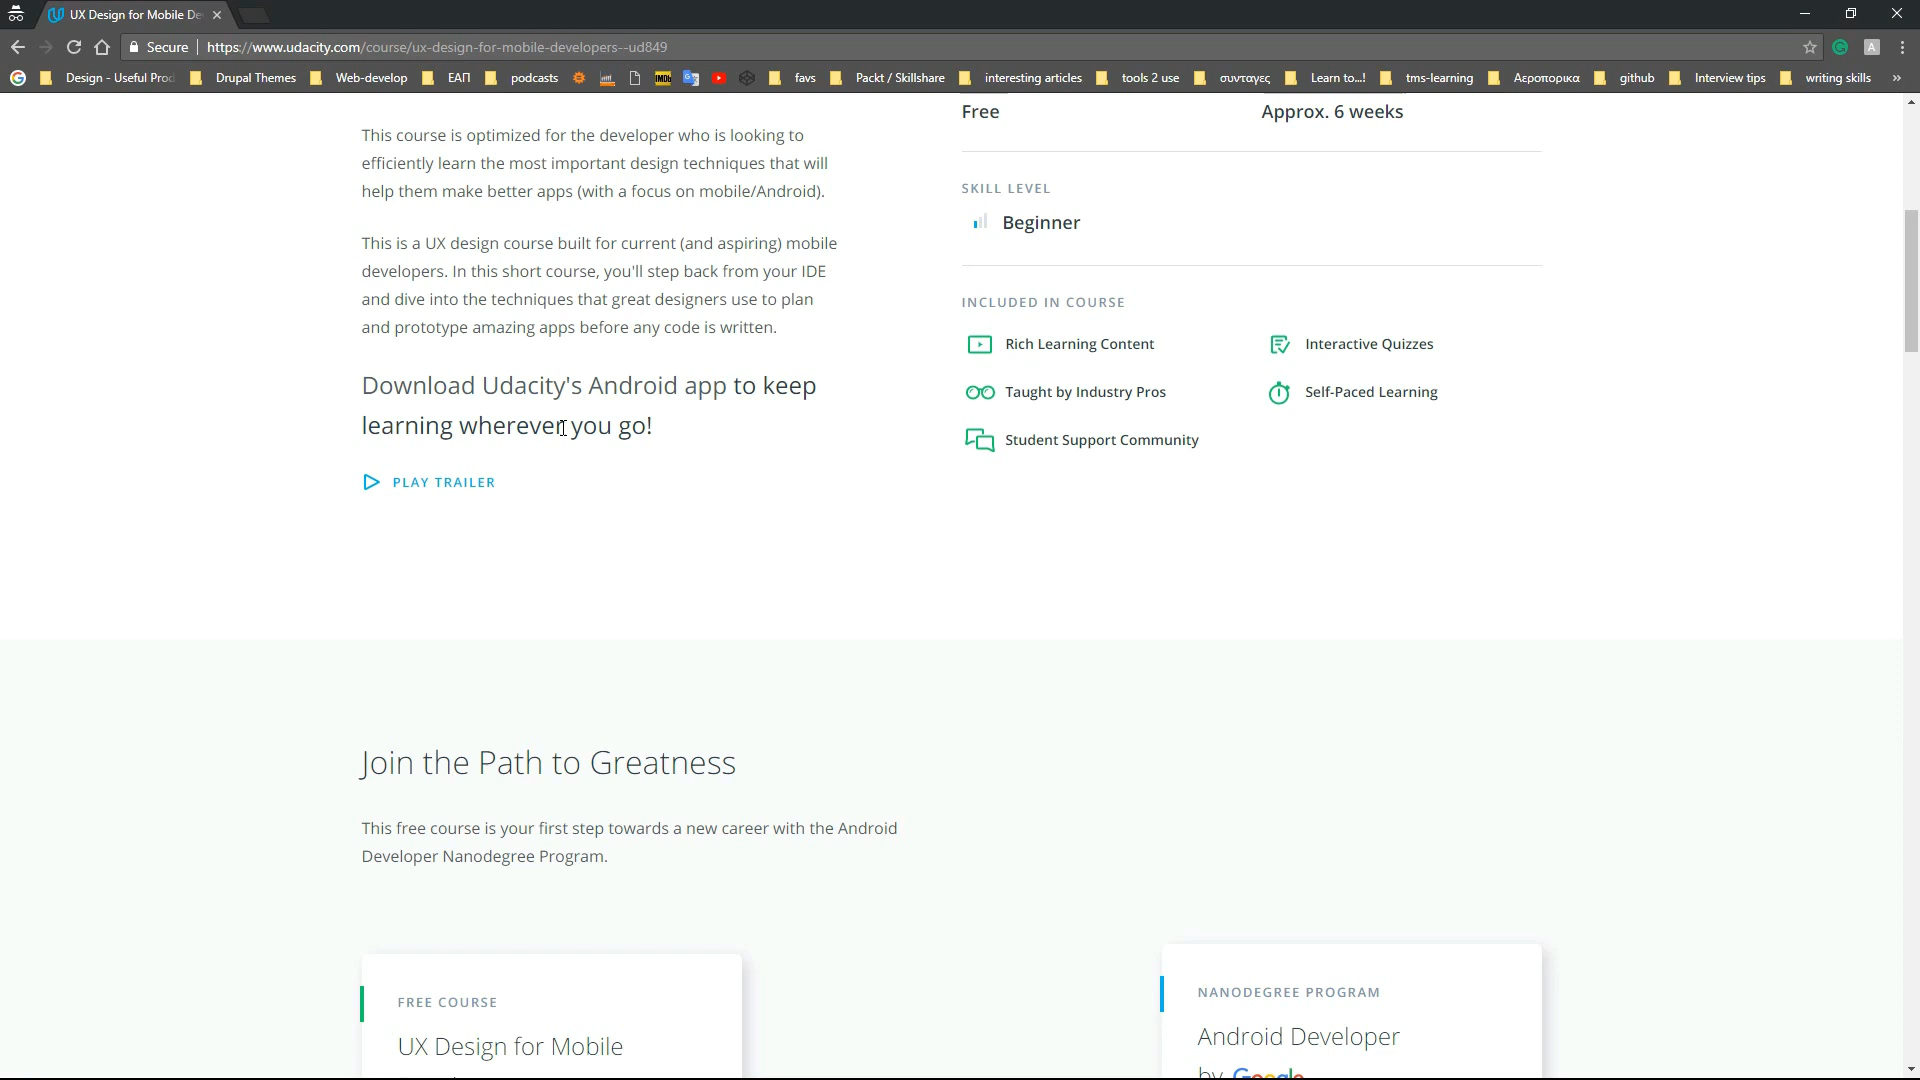 UX Design for Mobile De
Secure
https://www.udacity.com/course/ux-design-for-mobile-developers--ud849
Design - Useful Prod
Drupal Themes
Web-develop
ΕΑΠ
podcasts
IMDb
favs
Packt / Skillshare
interesting articles
tools 2 use
συνταγες
Learn to...!
tms-learning
Αεροπορικα
github
Interview tips
writing skills
Free
Approx. 6 weeks
This course is optimized for the developer who is looking to
efficiently learn the most important design techniques that will
help them make better apps (with a focus on mobile/Android).
This is a UX design course built for current (and aspiring) mobile
developers. In this short course, you'll step back from your IDE
and dive into the techniques that great designers use to plan
and prototype amazing apps before any code is written.
Download Udacity's Android app to keep
learning wherever you go!
PLAY TRAILER
SKILL LEVEL
Beginner
INCLUDED IN COURSE
Rich Learning Content
Interactive Quizzes
Taught by Industry Pros
Self-Paced Learning
Student Support Community
Join the Path to Greatness
This free course is your first step towards a new career with the Android
Developer Nanodegree Program.
FREE COURSE
UX Design for Mobile
NANODEGREE PROGRAM
Android Developer
by Google